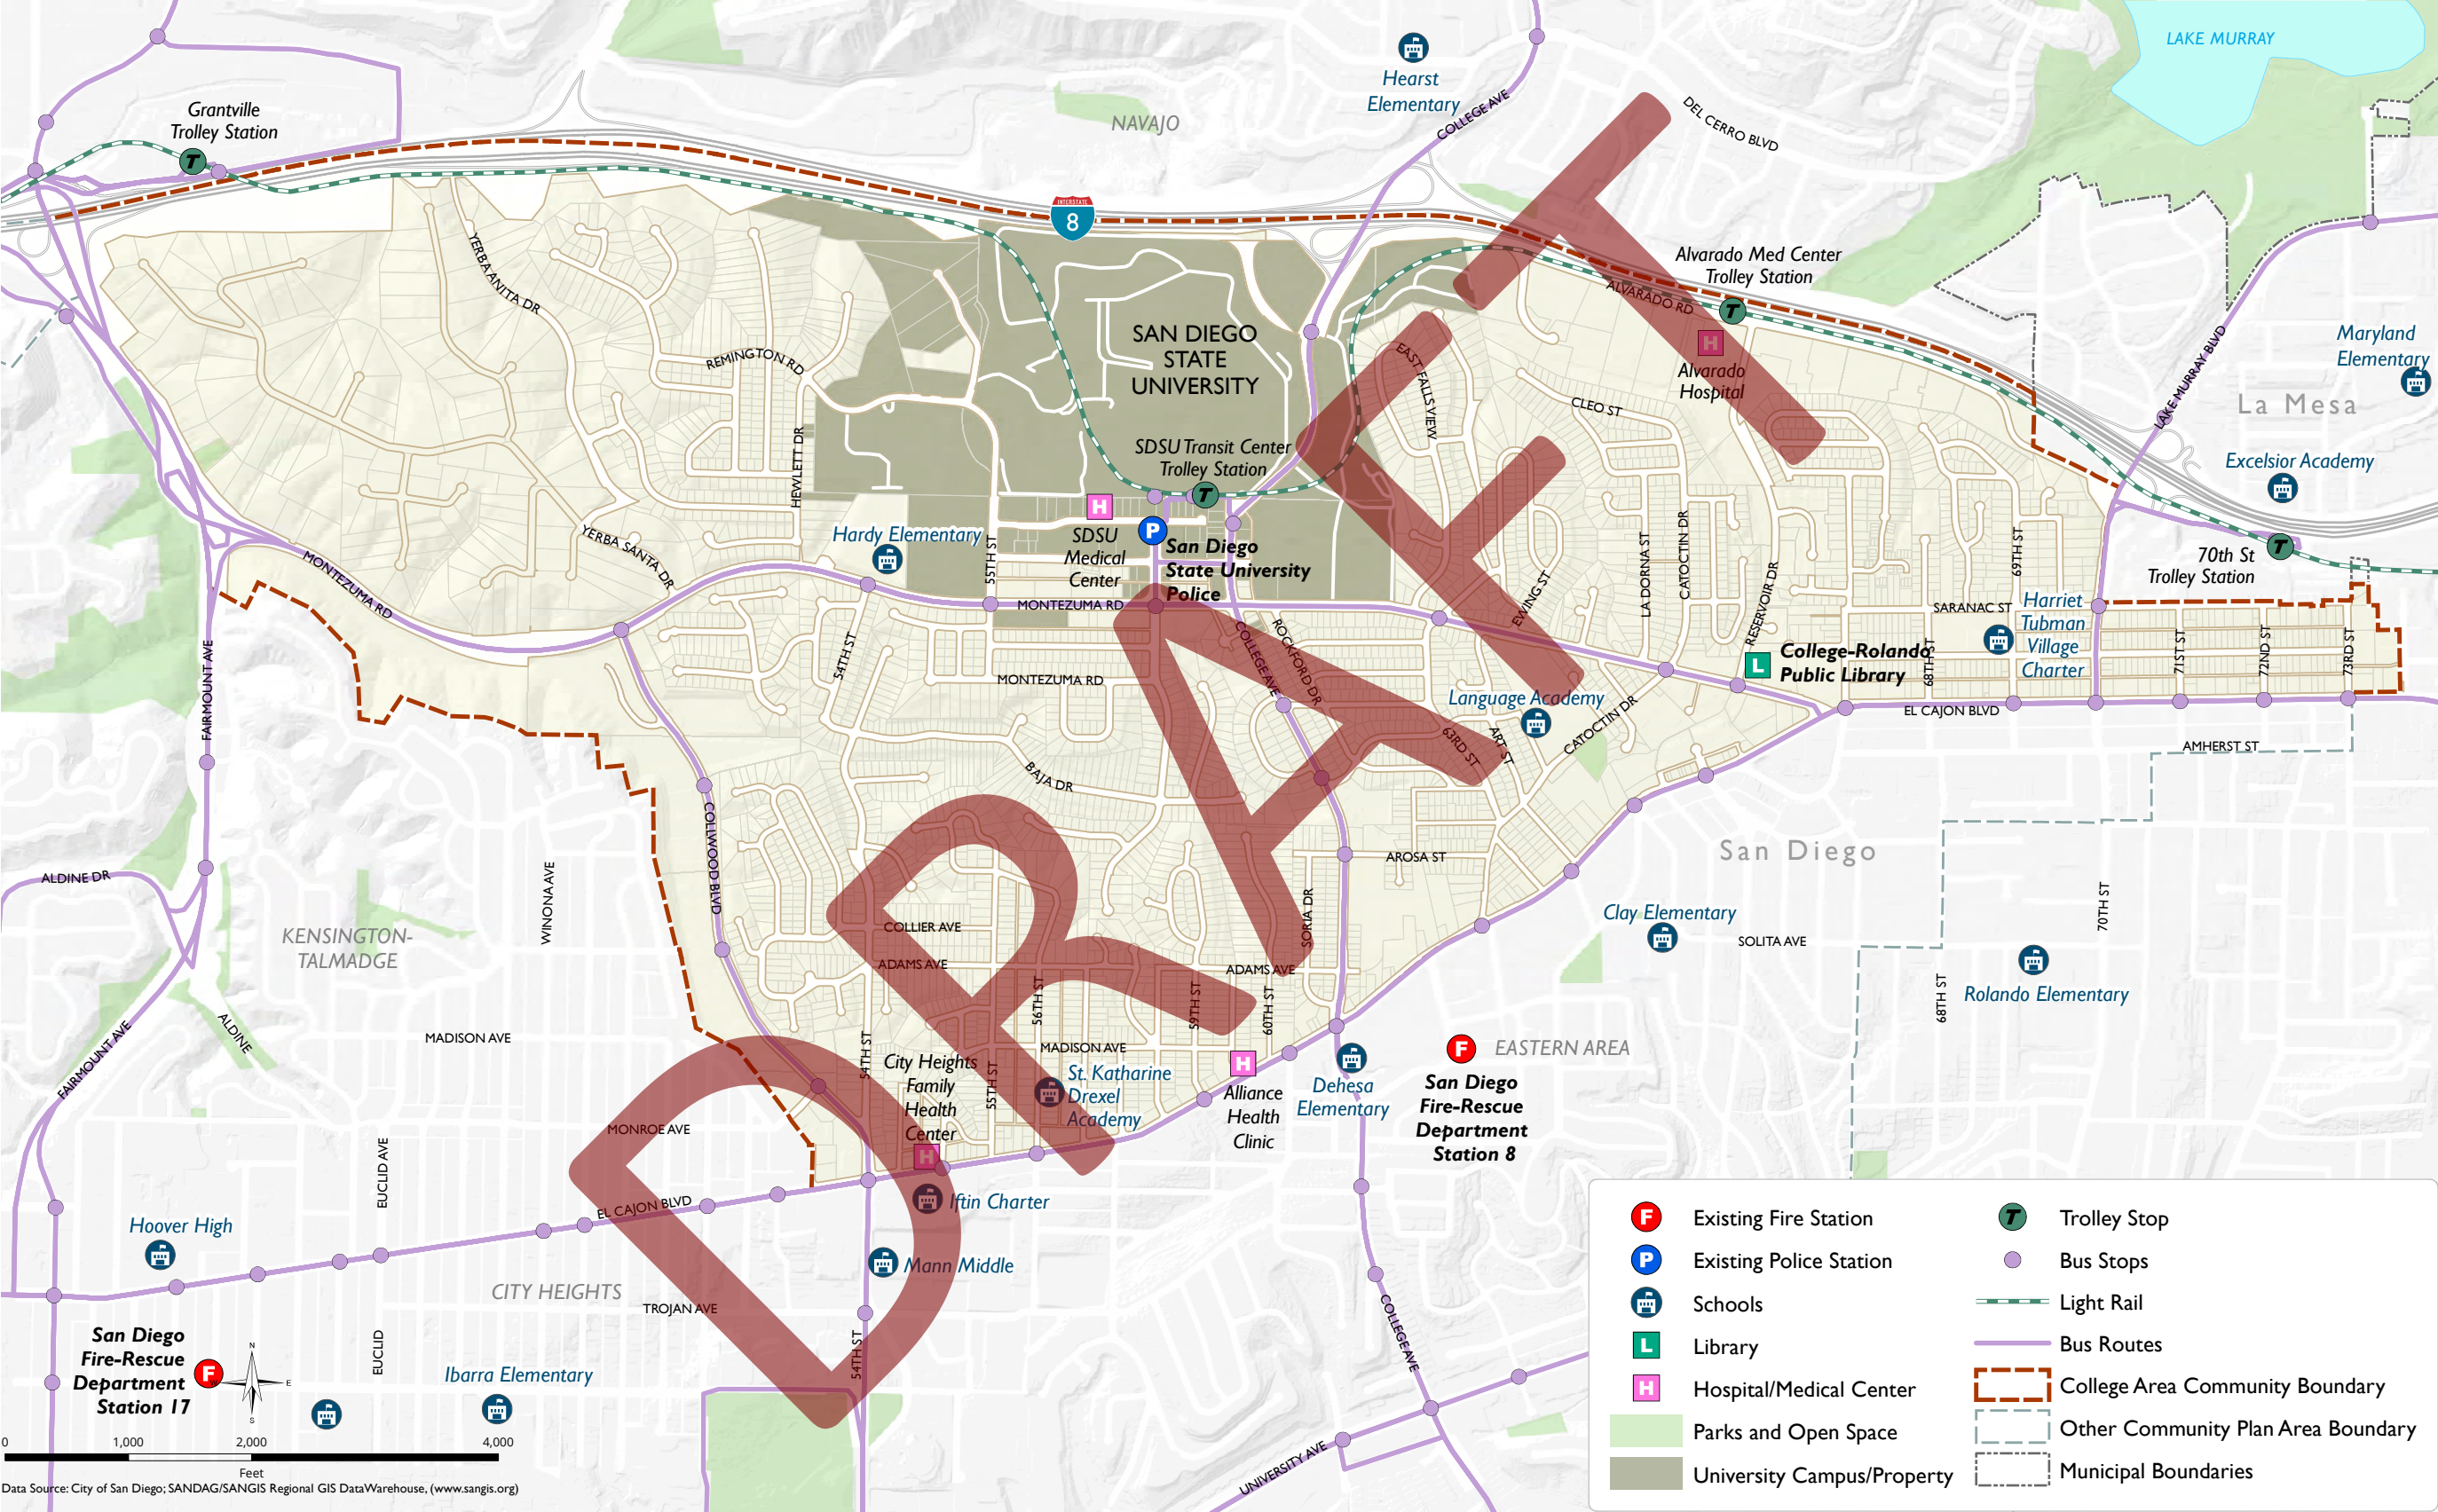 LAKE MURRAY
Hearst
Elementary
Grantville
Trolley Station
NAVAJO
COLLEGE AVE
DEL CERRO BLVD
INTERSTATE
8
Alvarado Med Center
Trolley Station
ALVARADO RD
YERBA ANITA DR
SAN DIEGO
STATE
UNIVERSITY
REMINGTON RD
EAST FALLS VIEW
Alvarado
Hospital
LAKE MURRAY BLVD
Maryland
Elementary
La Mesa
CLEO ST
HEWLETT DR
SDSU Transit Center
Trolley Station
Excelsior Academy
Hardy Elementary
YERBA SANTA DR
55TH ST
SDSU
Medical
Center
San Diego
State University
Police
MONTEZUMA RD
MONTEZUMA RD
EWING ST
LA DORNA ST
CATOCTIN DR
RESERVOIR DR
69TH ST
70th St
Trolley Station
SARANAC ST
Harriet
Tubman
Village
Charter
FAIRMOUNT AVE
54TH ST
MONTEZUMA RD
COLLEGE AVE
ROCKFORD DR
College-Rolando
Public Library
68TH ST
71ST ST
72ND ST
73RD ST
Language Academy
CATOCTIN DR
EL CAJON BLVD
63RD ST
ART ST
AMHERST ST
BAJA DR
COLLWOOD BLVD
San Diego
AROSA ST
ALDINE DR
WINONA AVE
KENSINGTON-
TALMADGE
COLLIER AVE
SORIA DR
Clay Elementary
SOLITA AVE
70TH ST
ADAMS AVE
ADAMS AVE
56TH ST
59TH ST
60TH ST
68TH ST
Rolando Elementary
ALDINE
FAIRMOUNT AVE
MADISON AVE
54TH ST
City Heights
Family
Health
Center
55TH ST
MADISON AVE
St. Katharine
Drexel
Academy
Alliance
Health
Clinic
Dehesa
Elementary
EASTERN AREA
San Diego
Fire-Rescue
Department
Station 8
MONROE AVE
EUCLID AVE
EL CAJON BLVD
Iftin Charter
Hoover High
Mann Middle
CITY HEIGHTS
TROJAN AVE
COLLEGE AVE
San Diego
Fire-Rescue
Department
Station 17
EUCLID
54TH ST
Ibarra Elementary
UNIVERSITY AVE
DRAFT
N
W E
S
0 1,000 2,000 4,000
Feet
Data Source: City of San Diego; SANDAG/SANGIS Regional GIS DataWarehouse, (www.sangis.org)
F Existing Fire Station
P Existing Police Station
Schools
L Library
H Hospital/Medical Center
Parks and Open Space
University Campus/Property
T Trolley Stop
Bus Stops
Light Rail
Bus Routes
College Area Community Boundary
Other Community Plan Area Boundary
Municipal Boundaries